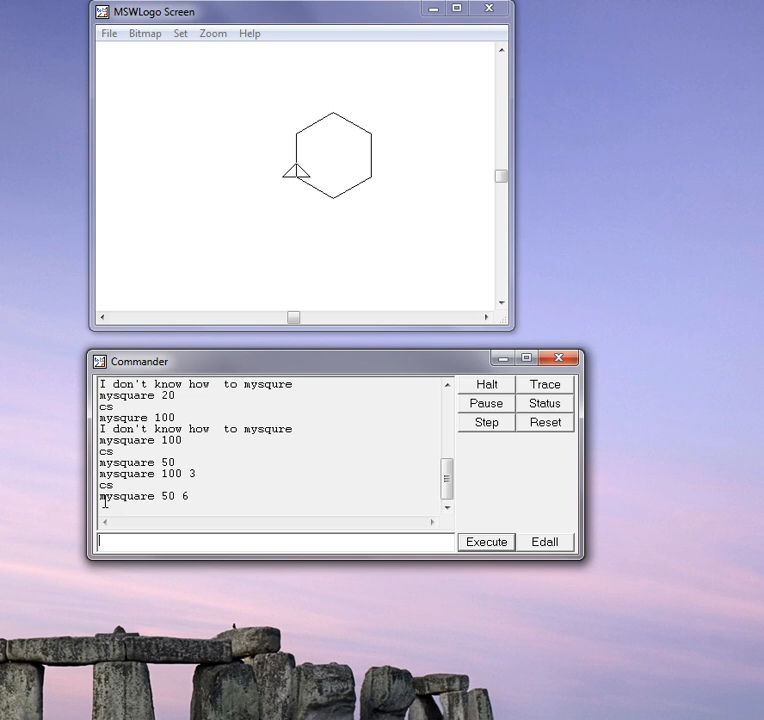 MSWLogo Screen
File Bitmap Set Zoom Help
Commander
I don't know how  to mysqure
mysquare 20
cs
mysqure 100
I don't know how  to mysqure
mysquare 100
cs
mysquare 50
mysquare 100 3
cs
mysquare 50 6
Halt Trace
Pause Status
Step Reset
Execute Edall